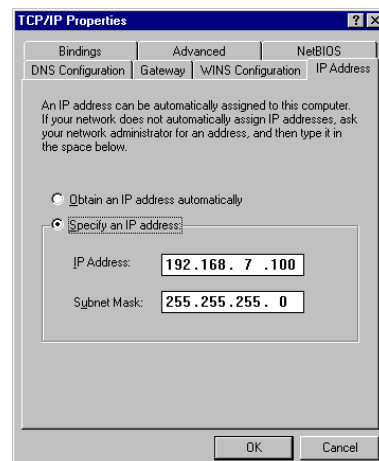 TCP/IP Properties
Bindings Advanced NetBIOS
DNS Configuration Gateway WINS Configuration IP Address
An IP address can be automatically assigned to this computer.
If your network does not automatically assign IP addresses, ask
your network administrator for an address, and then type it in
the space below.
Obtain an IP address automatically
Specify an IP address:
IP Address: 192.168. 7 .100
Subnet Mask: 255.255.255. 0
OK Cancel